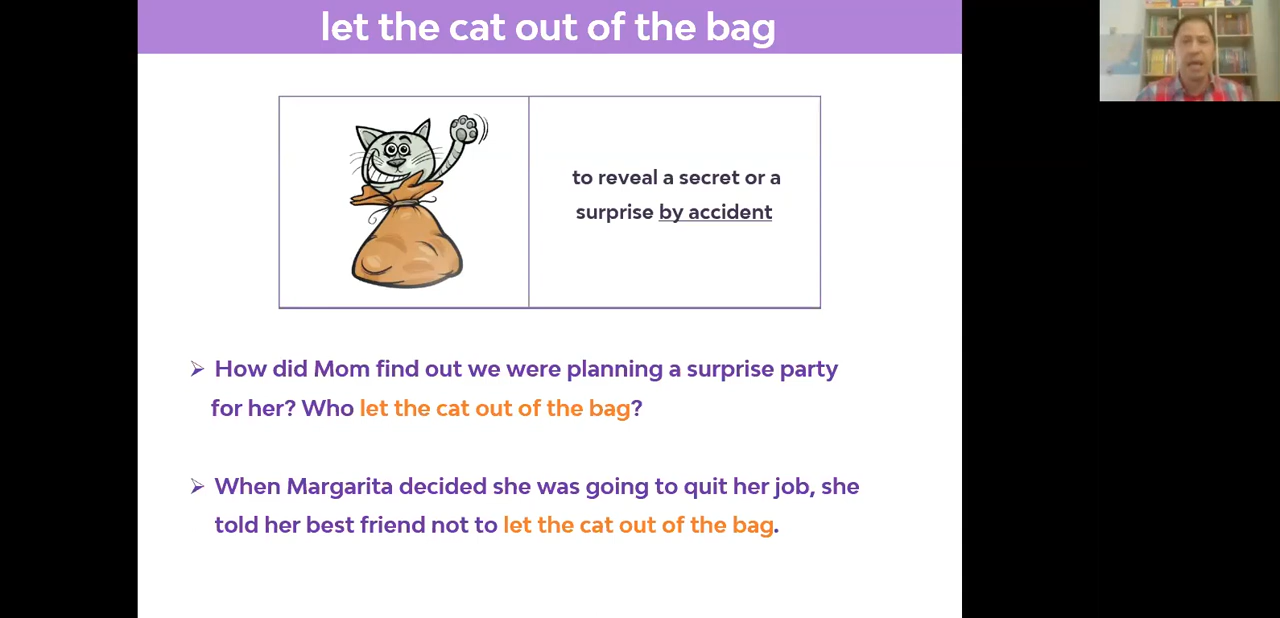 let the cat out of the bag
to reveal a secret or a
surprise by accident
➢ How did Mom find out we were planning a surprise party
for her? Who let the cat out of the bag?
➢ When Margarita decided she was going to quit her job, she
told her best friend not to let the cat out of the bag.